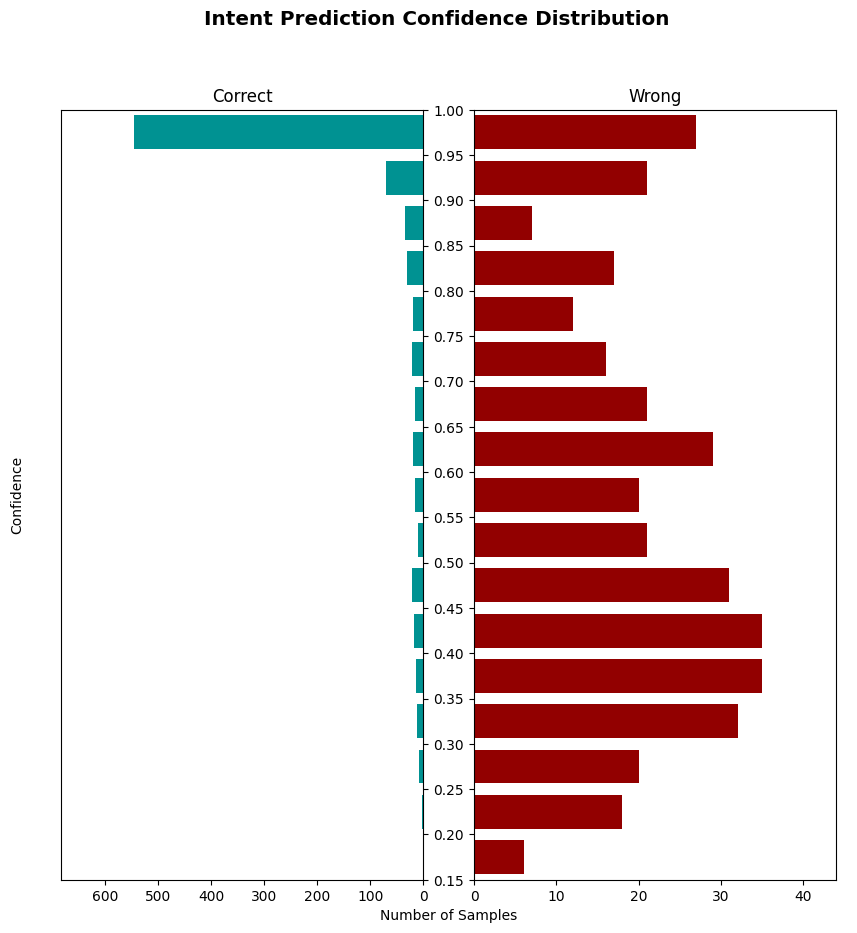 Intent Prediction Confidence Distribution
Correct
Wrong
1.00
0.95
0.90
0.85
0.80
0.75
0.70
0.65
0.60
0.55
0.50
0.45
0.40
0.35
0.30
0.25
0.20
0.15
Confidence
600 500 400 300 200 100 0
0 10 20 30 40
Number of Samples